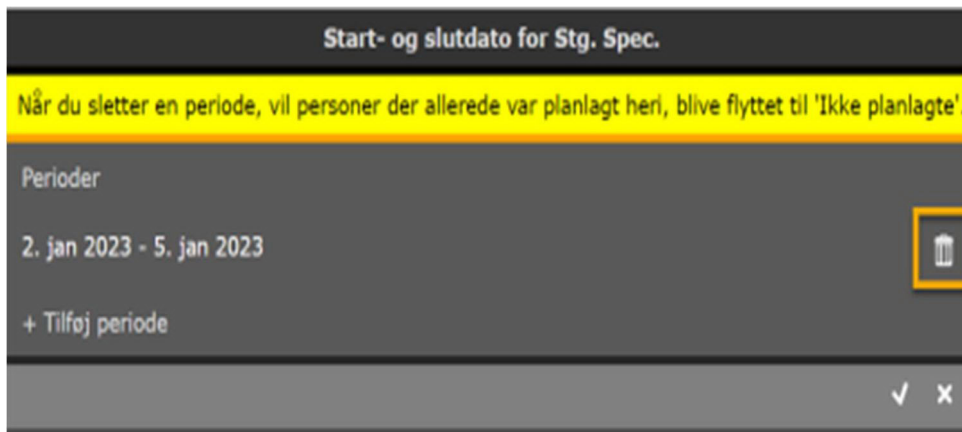 Start- og slutdato for Stg. Spec.
Når du sletter en periode, vil personer der allerede var planlagt heri, blive flyttet til 'Ikke planlagte'.
Perioder
2. jan 2023 - 5. jan 2023
+ Tilføj periode